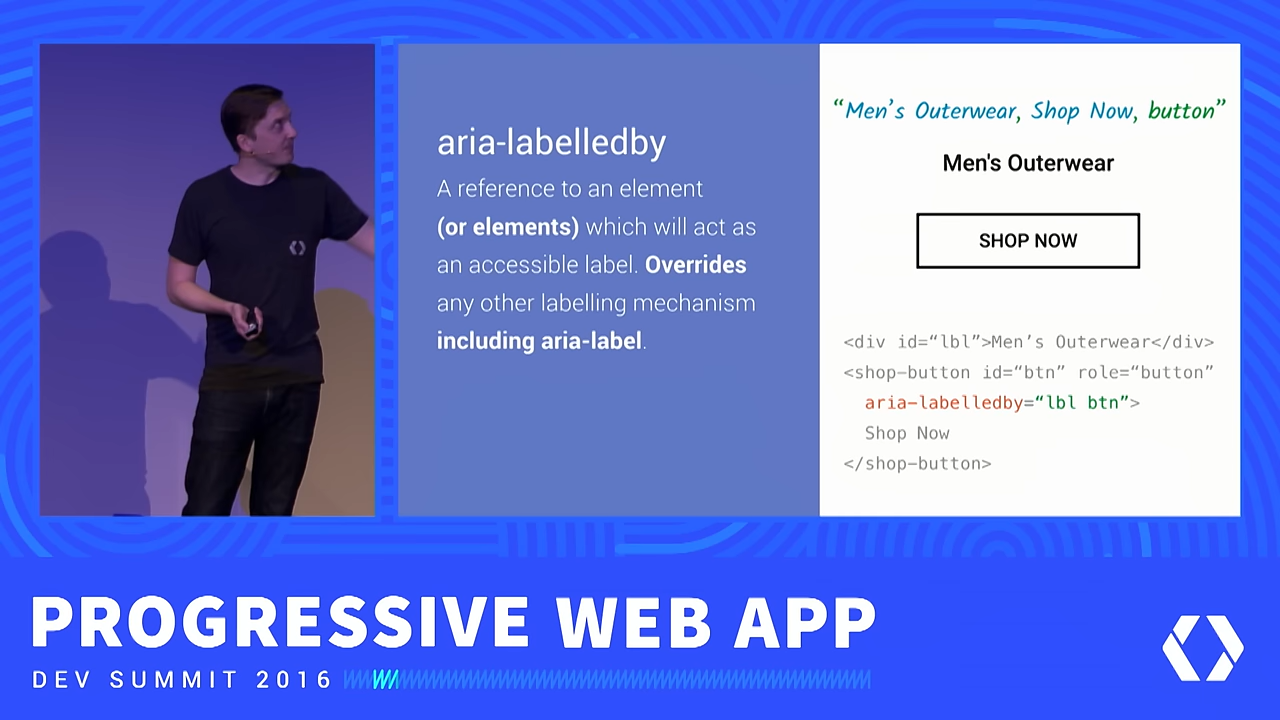 aria-labelledby
A reference to an element
(or elements) which will act as
an accessible label. Overrides
any other labelling mechanism
including aria-label.
“Men’s Outerwear, Shop Now, button”
Men's Outerwear
SHOP NOW
<div id=“lbl”>Men’s Outerwear</div>
<shop-button id=“btn” role=“button”
aria-labelledby=“lbl btn”>
Shop Now
</shop-button>
PROGRESSIVE WEB APP
DEV SUMMIT 2016